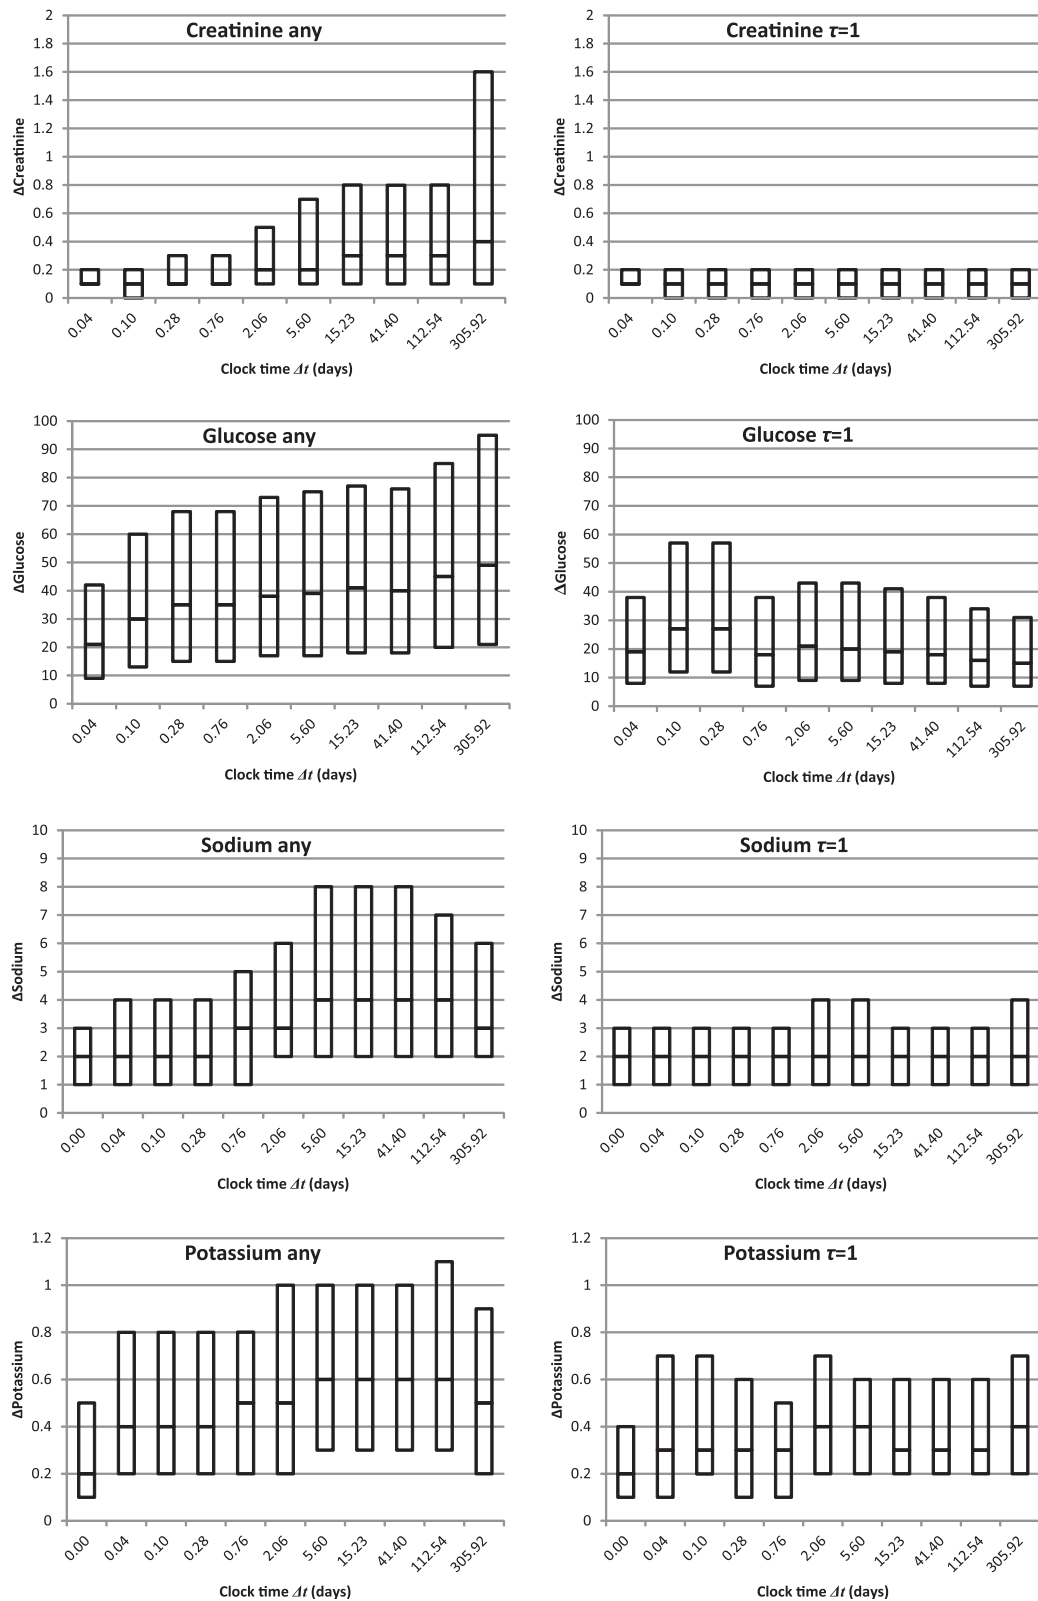 Creatinine any
2
1.8
1.6
1.4
1.2
1
0.8
0.6
0.4
0.2
0
ΔCreatinine
0.04 0.10 0.28 0.76 2.06 5.60 15.23 41.40 112.54 305.92
Clock time Δt (days)
Creatinine τ=1
2
1.8
1.6
1.4
1.2
1
0.8
0.6
0.4
0.2
0
ΔCreatinine
0.04 0.10 0.28 0.76 2.06 5.60 15.23 41.40 112.54 305.92
Clock time Δt (days)
Glucose any
100
90
80
70
60
50
40
30
20
10
0
ΔGlucose
0.04 0.10 0.28 0.76 2.06 5.60 15.23 41.40 112.54 305.92
Clock time Δt (days)
Glucose τ=1
100
90
80
70
60
50
40
30
20
10
0
ΔGlucose
0.04 0.10 0.28 0.76 2.06 5.60 15.23 41.40 112.54 305.92
Clock time Δt (days)
Sodium any
10
9
8
7
6
5
4
3
2
1
0
ΔSodium
0.00 0.04 0.10 0.28 0.76 2.06 5.60 15.23 41.40 112.54 305.92
Clock time Δt (days)
Sodium τ=1
10
9
8
7
6
5
4
3
2
1
0
ΔSodium
0.00 0.04 0.10 0.28 0.76 2.06 5.60 15.23 41.40 112.54 305.92
Clock time Δt (days)
Potassium any
1.2
1
0.8
0.6
0.4
0.2
0
ΔPotassium
0.00 0.04 0.10 0.28 0.76 2.06 5.60 15.23 41.40 112.54 305.92
Clock time Δt (days)
Potassium τ=1
1.2
1
0.8
0.6
0.4
0.2
0
ΔPotassium
0.00 0.04 0.10 0.28 0.76 2.06 5.60 15.23 41.40 112.54 305.92
Clock time Δt (days)